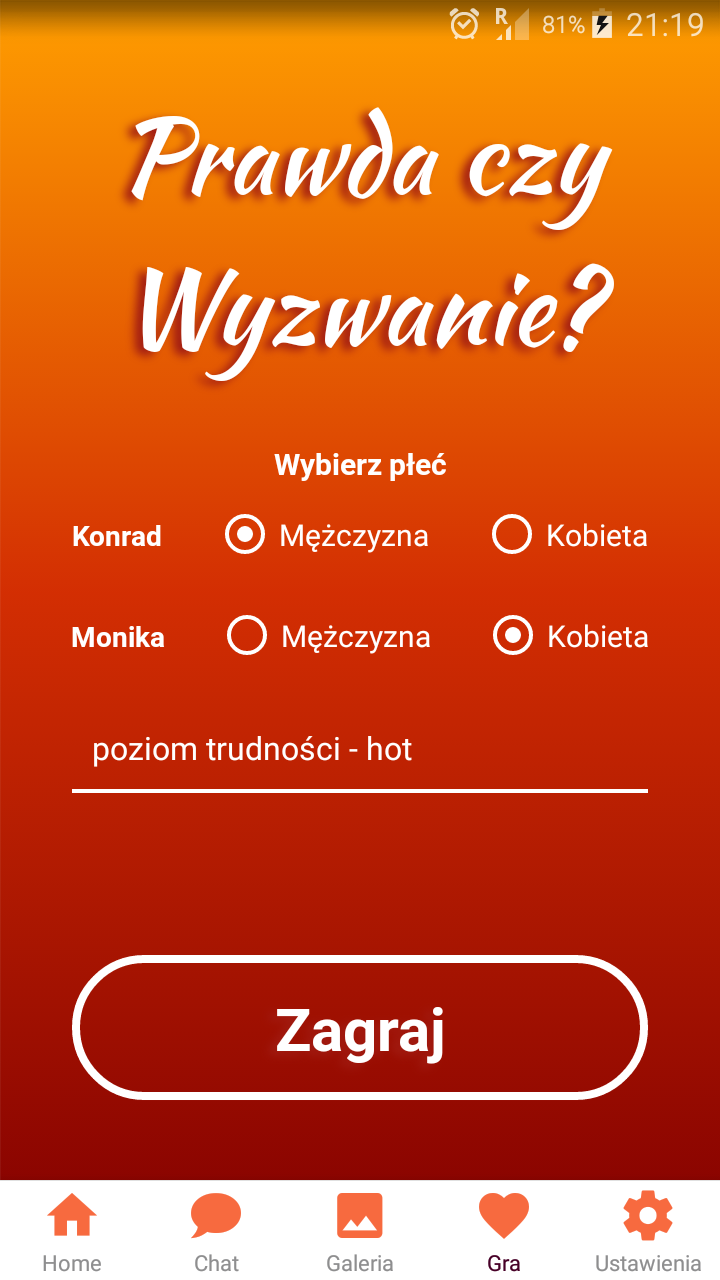 R 81% 21:19
Prawda czy
Wyzwanie?
Wybierz płeć
Konrad Mężczyzna Kobieta
Monika Mężczyzna Kobieta
poziom trudności - hot
Zagraj
Home Chat Galeria Gra Ustawienia